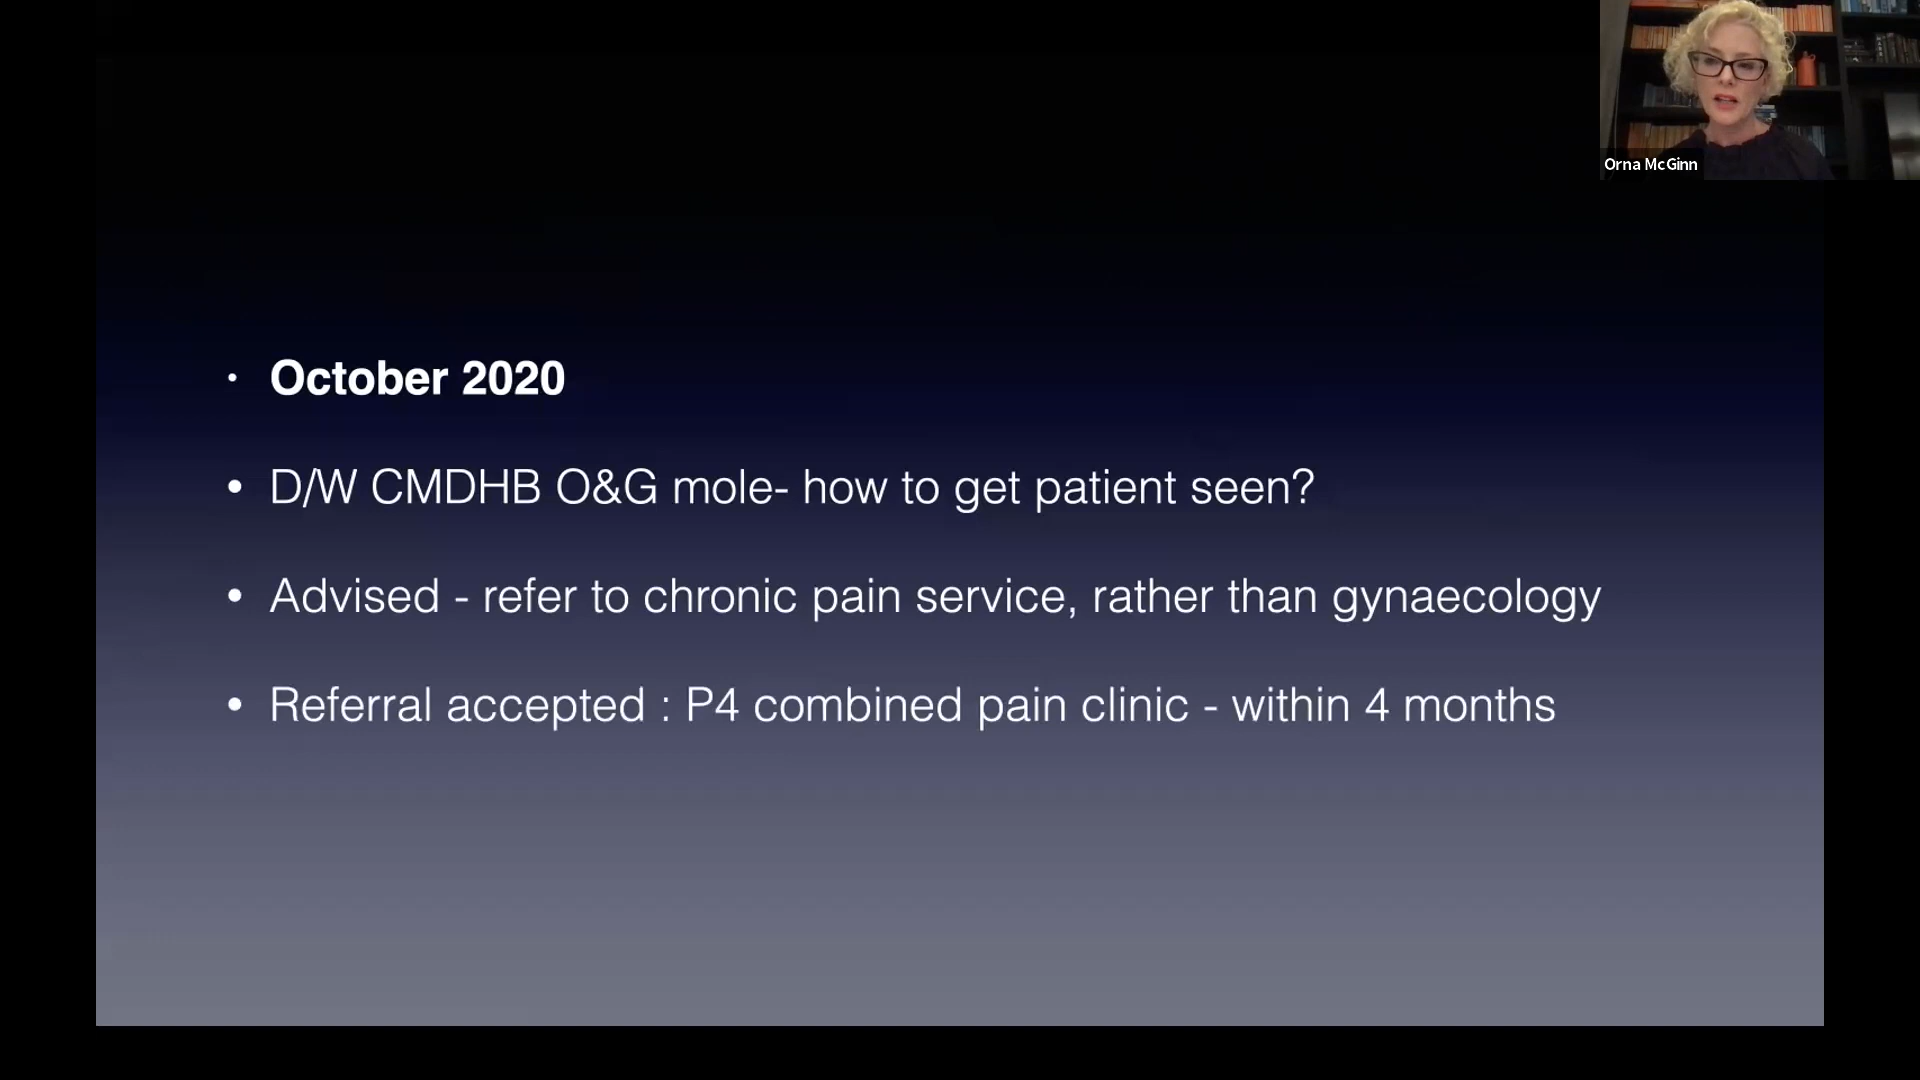 Orna McGinn
• October 2020
• D/W CMDHB O&G mole- how to get patient seen?
• Advised - refer to chronic pain service, rather than gynaecology
• Referral accepted : P4 combined pain clinic - within 4 months